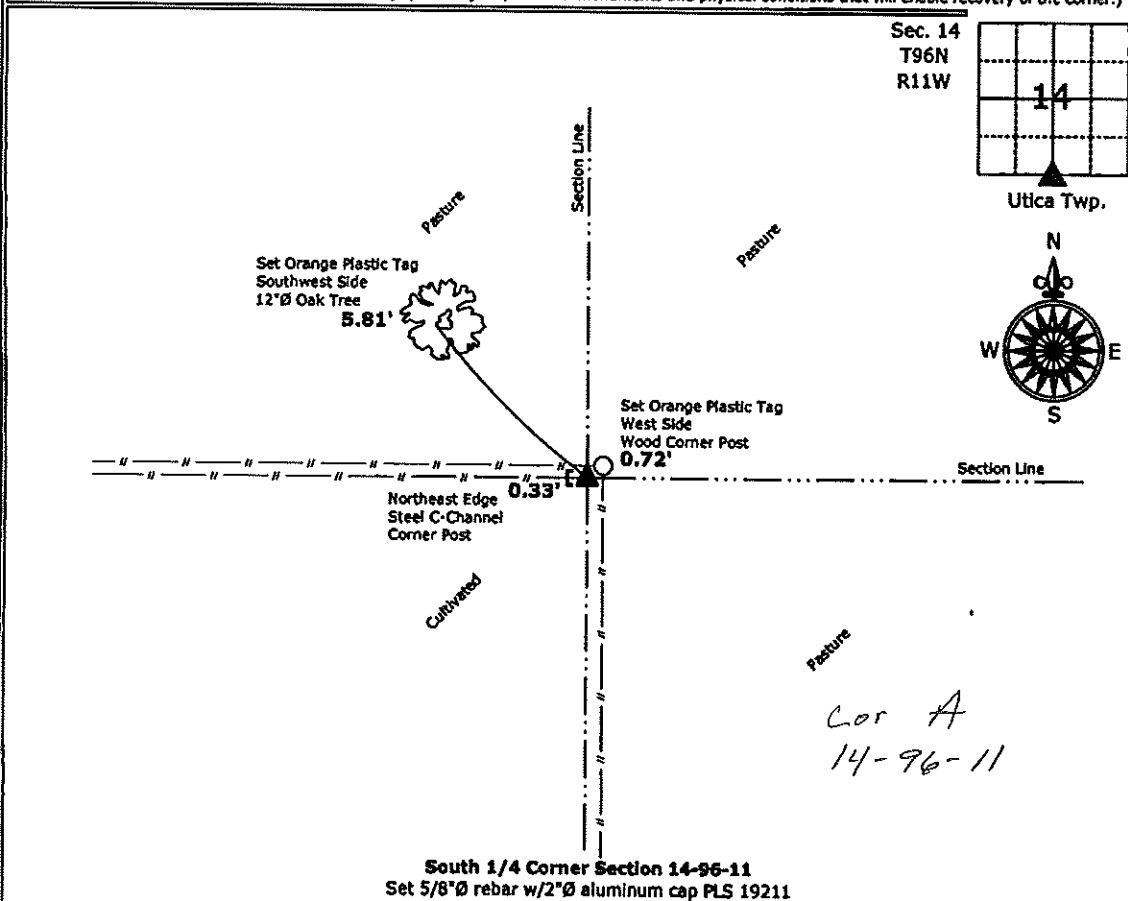 Sec. 14
T96N
R11W
14
Utica Twp.
N
W
E
S
Section Line
Pasture
Pasture
Set Orange Plastic Tag
Southwest Side
12"Ø Oak Tree
5.81'
Set Orange Plastic Tag
West Side
Wood Corner Post
0.72'
Section Line
0.33'
Northeast Edge
Steel C-Channel
Corner Post
Cultivated
Pasture
Cor A
14-96-11
South 1/4 Corner Section 14-96-11
Set 5/8"Ø rebar w/2"Ø aluminum cap PLS 19211